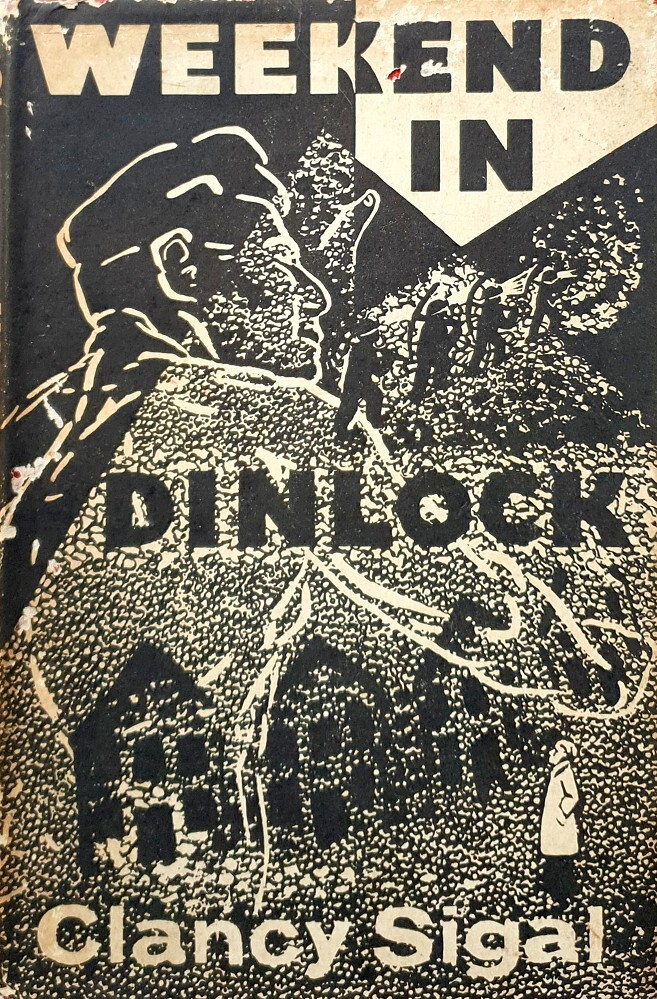 WEEKEND
IN
DINLOCK
Clancy Sigal